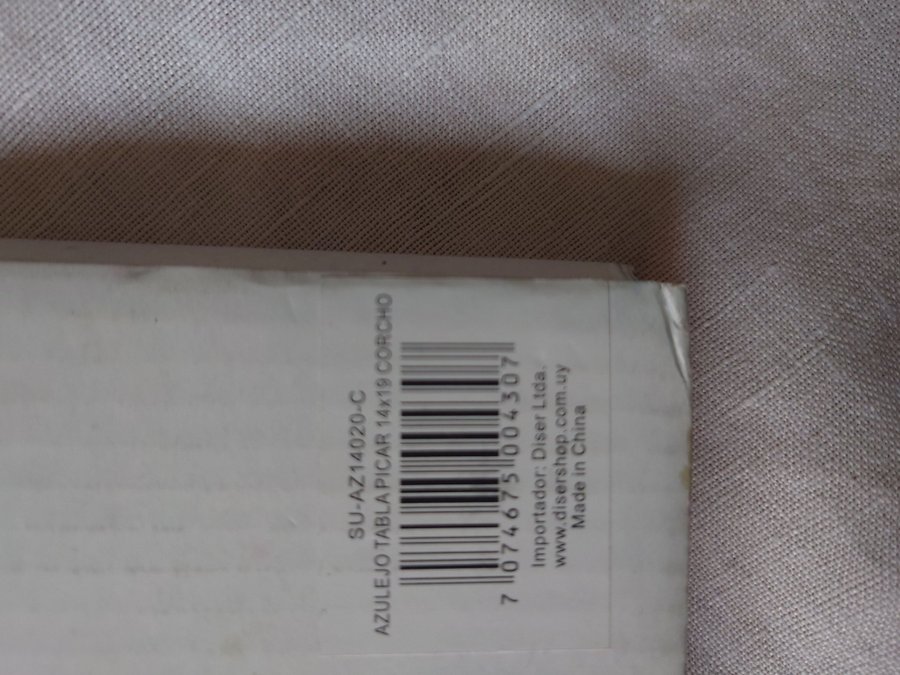 SU-AZ14020-C
AZULEJO TABLA PICAR 14x19 CORCHO
7 074675 004307
Importador: Diser Ltda.
www.disershop.com.uy
Made in China